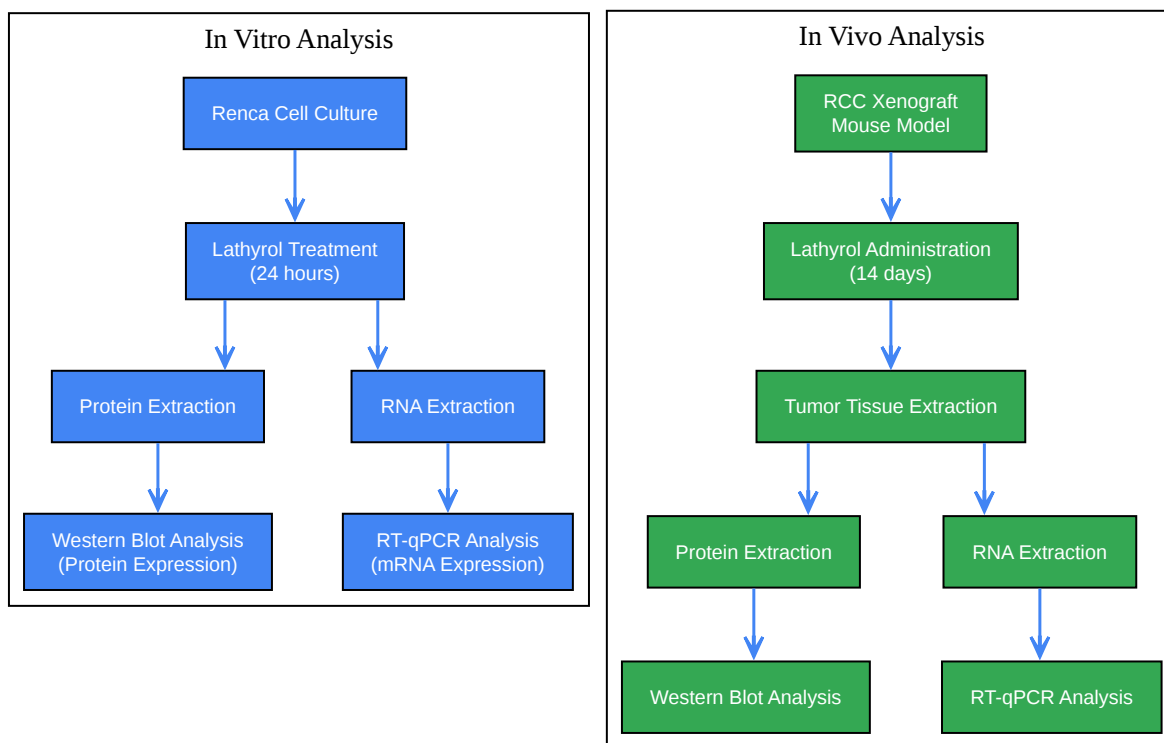 In Vitro Analysis
Renca Cell Culture
Lathyrol Treatment
(24 hours)
Protein Extraction
RNA Extraction
Western Blot Analysis
(Protein Expression)
RT-qPCR Analysis
(mRNA Expression)
In Vivo Analysis
RCC Xenograft
Mouse Model
Lathyrol Administration
(14 days)
Tumor Tissue Extraction
Protein Extraction
RNA Extraction
Western Blot Analysis
RT-qPCR Analysis